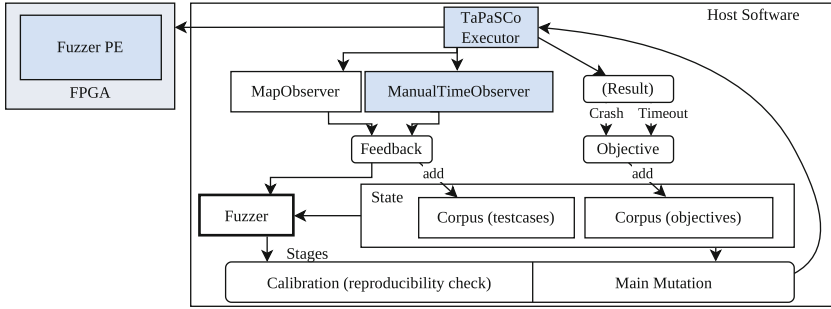 Host Software
TaPaSCo
Executor
Fuzzer PE
FPGA
MapObserver
ManualTimeObserver
(Result)
Crash
Timeout
Feedback
Objective
add
add
State
Corpus (testcases)
Corpus (objectives)
Fuzzer
Stages
Calibration (reproducibility check)
Main Mutation